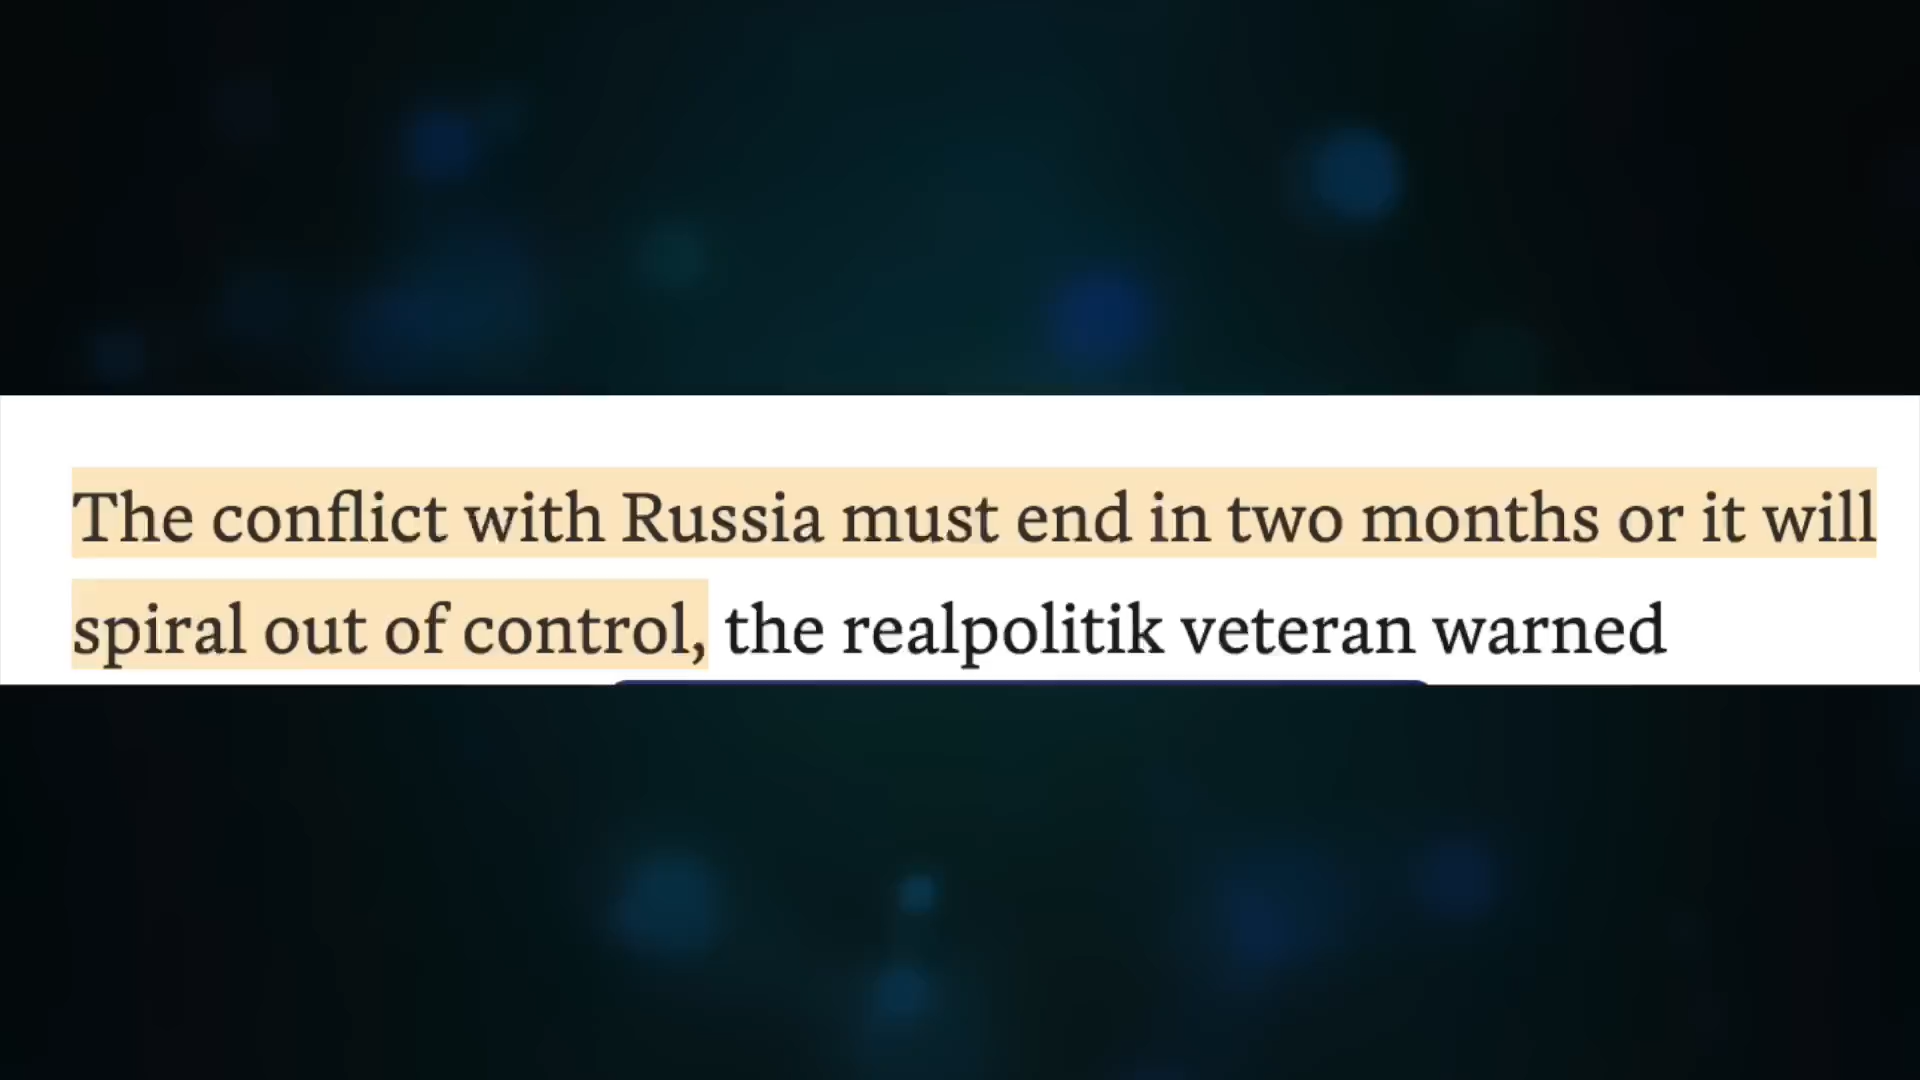 The conflict with Russia must end in two months or it will
spiral out of control, the realpolitik veteran warned